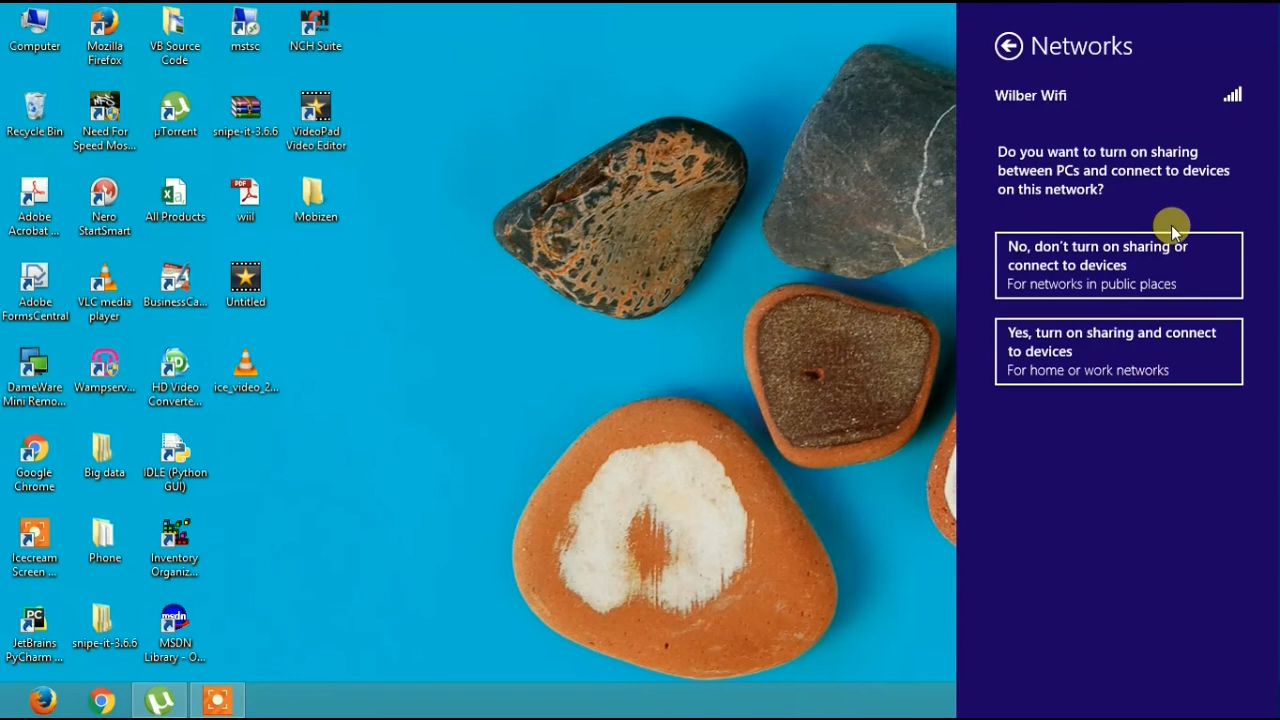 Computer
Mozilla
Firefox
VB Source
Code
mstsc
NCH Suite
Recycle Bin
Need For
Speed Mos...
µTorrent
snipe-it-3.6.6
VideoPad
Video Editor
Adobe
Acrobat ...
Nero
StartSmart
All Products
PDF
wiil
Mobizen
Adobe
FormsCentral
VLC media
player
BusinessCa...
Untitled
DameWare
Mini Remo...
Wampserv...
HD Video
Converte...
ice_video_2...
Google
Chrome
Big data
IDLE (Python
GUI)
Icecream
Screen ...
Phone
Inventory
Organiz...
PC
JetBrains
PyCharm ...
snipe-it-3.6.6
msdn
MSDN
Library - O...
Networks
Wilber Wifi
Do you want to turn on sharing
between PCs and connect to devices
on this network?
No, don't turn on sharing or
connect to devices
For networks in public places
Yes, turn on sharing and connect
to devices
For home or work networks